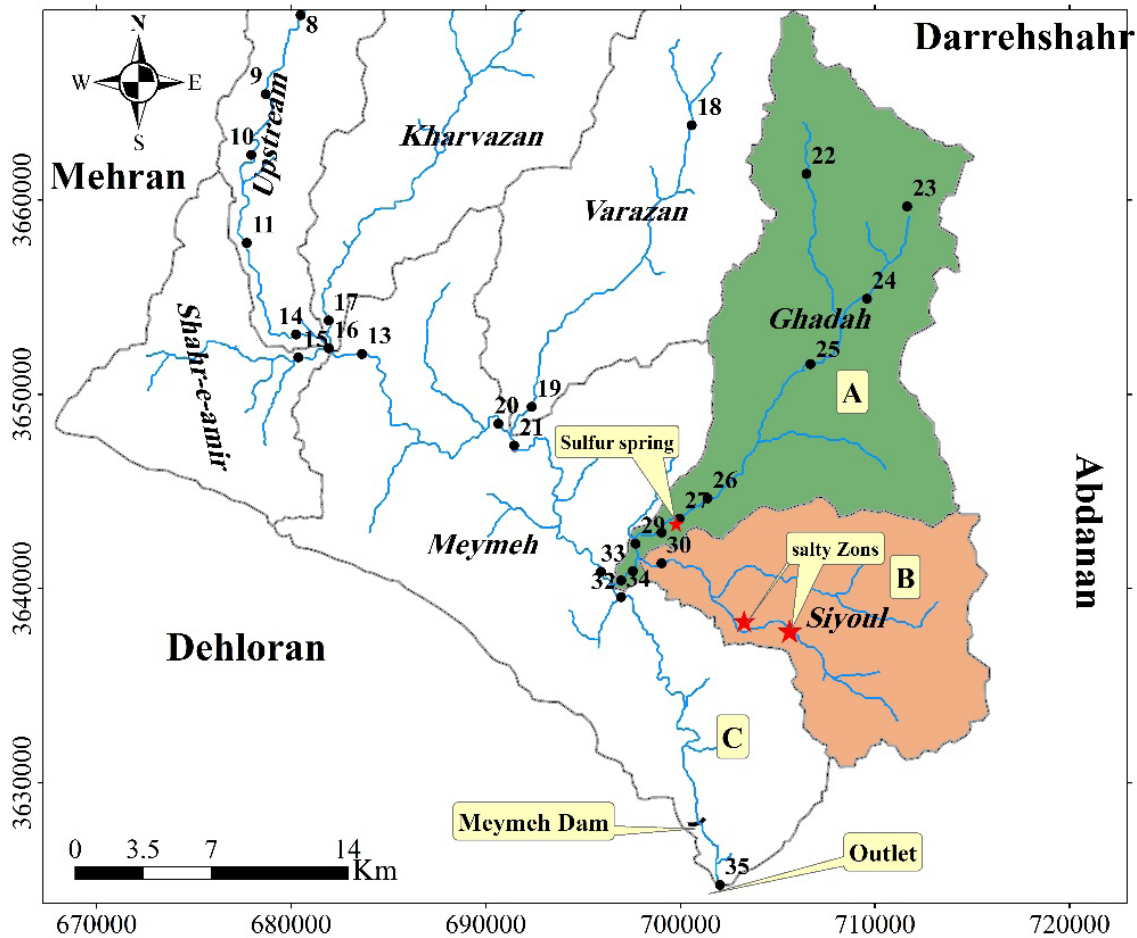 Darrehshahr
N
W
E
S
8
9
10
11
Upstream
Kharvazan
18
22
23
Mehran
Varazan
24
17
14
16
13
15
Ghadah
25
Shahr-e-amir
19
20
21
A
Sulfur spring
26
27
Abdanan
29
30
salty Zons
Meymeh
33
32
34
B
Siyoul
Dehloran
C
Meymeh Dam
Outlet
35
0
3.5
7
14
Km
3660000
3650000
3640000
3630000
670000
680000
690000
700000
710000
720000